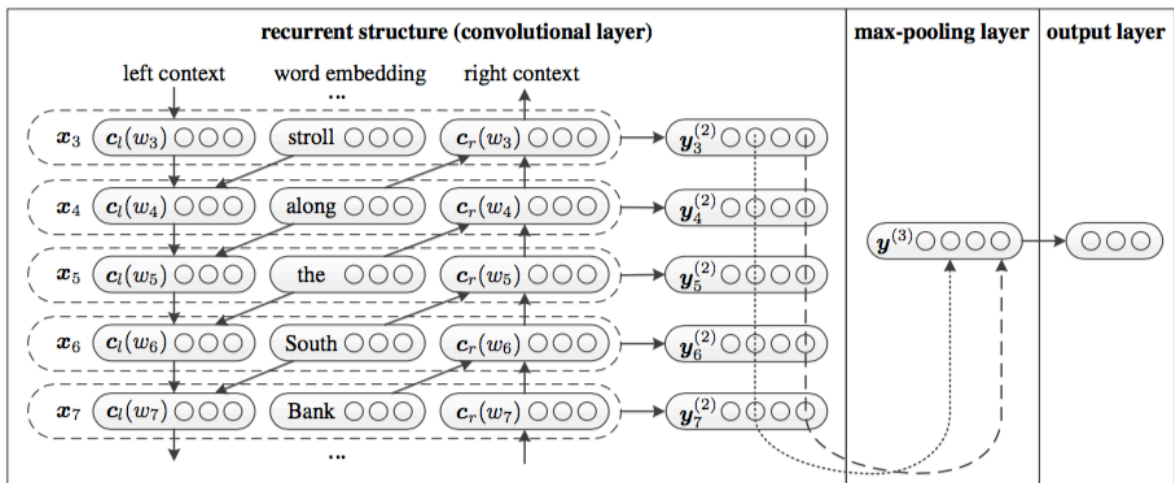 recurrent structure (convolutional layer) max-pooling layer output layer
left context word embedding right context
...
x₃ cₗ(w₃) stroll cᵣ(w₃) y₃⁽²⁾
x₄ cₗ(w₄) along cᵣ(w₄) y₄⁽²⁾
y⁽³⁾
x₅ cₗ(w₅) the cᵣ(w₅) y₅⁽²⁾
x₆ cₗ(w₆) South cᵣ(w₆) y₆⁽²⁾
x₇ cₗ(w₇) Bank cᵣ(w₇) y₇⁽²⁾
...